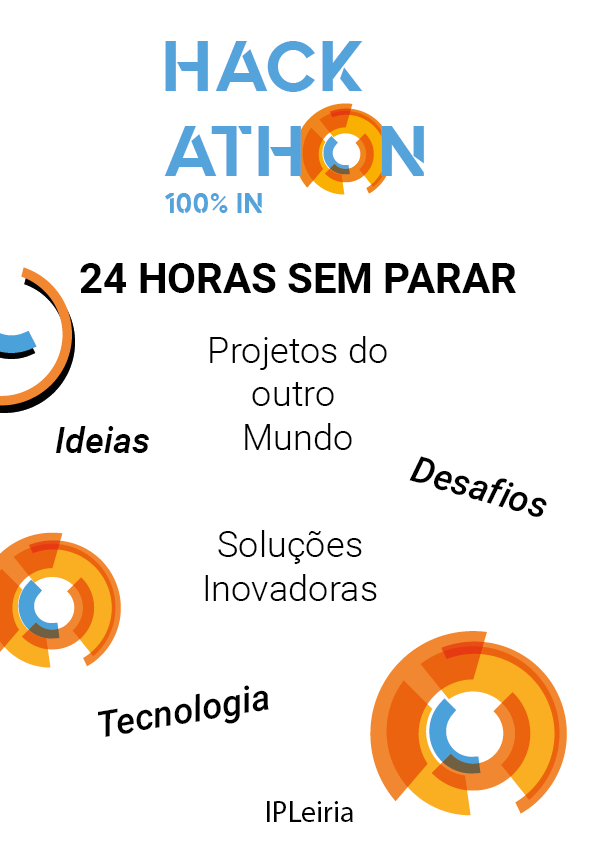 HACK
ATHON
100% IN
24 HORAS SEM PARAR
Projetos do
outro
Mundo
Ideias
Desafios
Soluções
Inovadoras
Tecnologia
IPLeiria